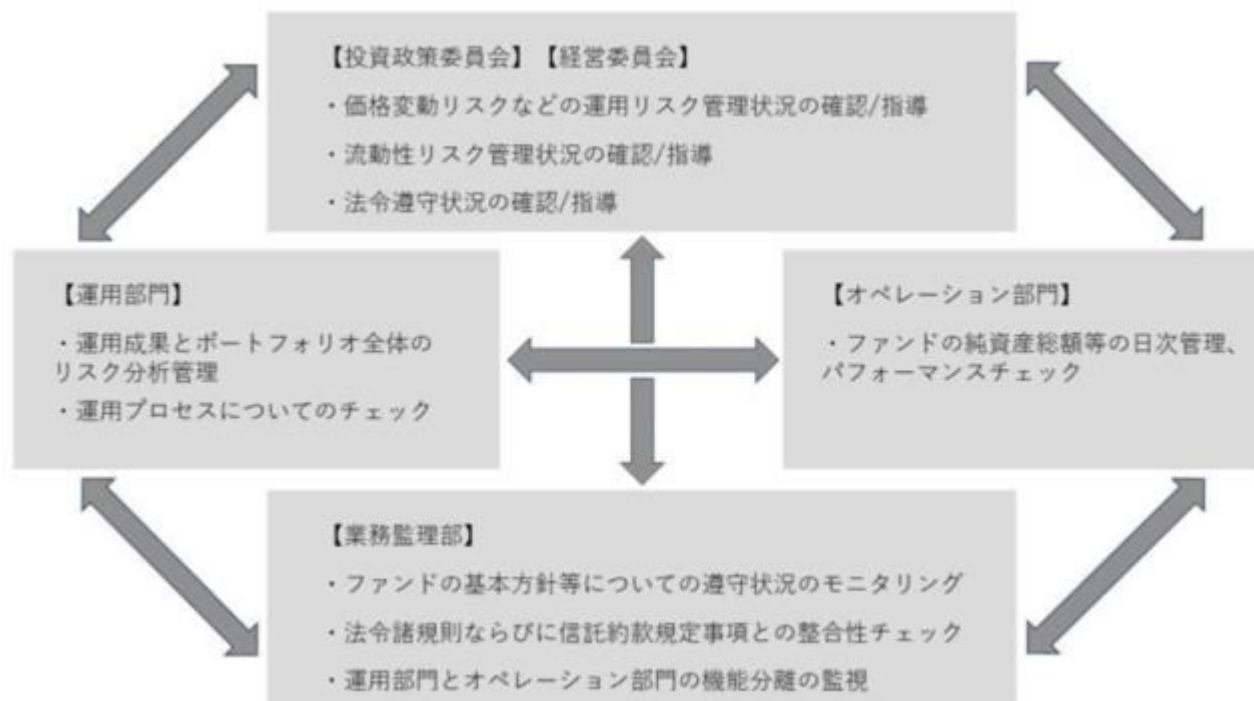 【投資政策委員会】【経営委員会】
・価格変動リスクなどの運用リスク管理状況の確認/指導
・流動性リスク管理状況の確認/指導
・法令遵守状況の確認/指導
【運用部門】
・運用成果とポートフォリオ全体の
リスク分析管理
・運用プロセスについてのチェック
【オペレーション部門】
・ファンドの純資産総額等の日次管理、
パフォーマンスチェック
【業務監理部】
・ファンドの基本方針等についての遵守状況のモニタリング
・法令諸規則ならびに信託約款規定事項との整合性チェック
・運用部門とオペレーション部門の機能分離の監視